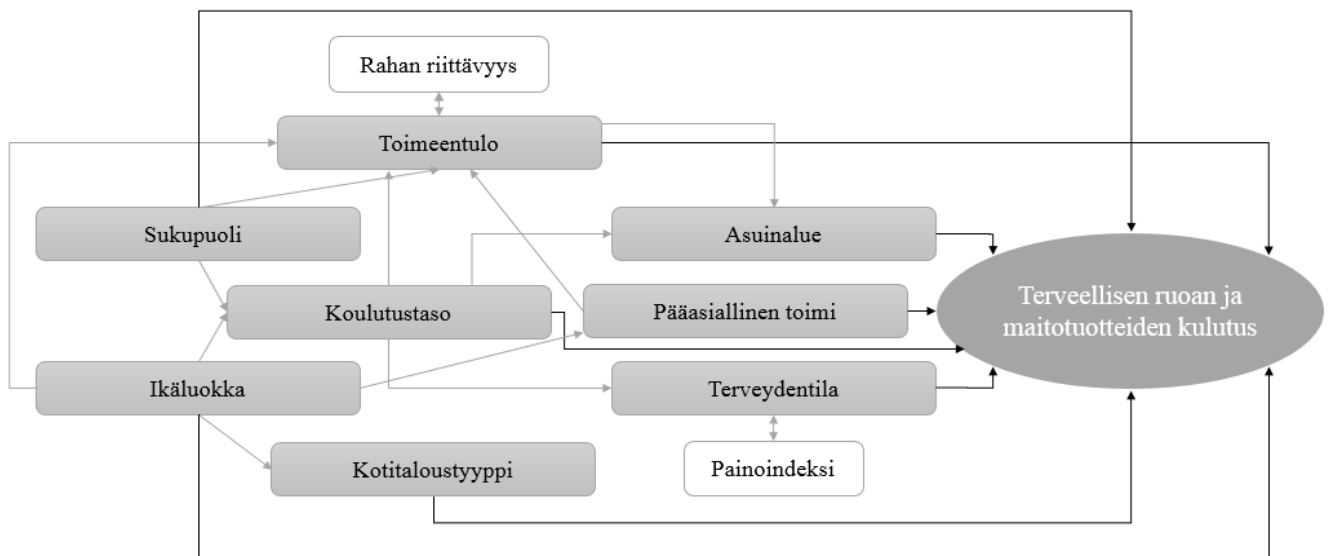 Rahan riittävyys
Toimeentulo
Sukupuoli
Asuinalue
Koulutustaso
Pääasiallinen toimi
Terveellisen ruoan ja
maitotuotteiden kulutus
Ikäluokka
Terveydentila
Kotitaloustyyppi
Painoindeksi